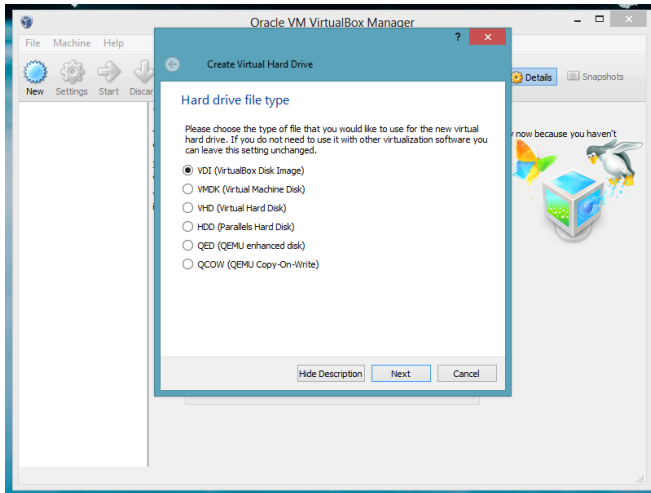 Oracle VM VirtualBox Manager
File Machine Help
New Settings Start Discar
Details Snapshots
now because you haven't
?
Create Virtual Hard Drive
Hard drive file type
Please choose the type of file that you would like to use for the new virtual
hard drive. If you do not need to use it with other virtualization software you
can leave this setting unchanged.
VDI (VirtualBox Disk Image)
VMDK (Virtual Machine Disk)
VHD (Virtual Hard Disk)
HDD (Parallels Hard Disk)
QED (QEMU enhanced disk)
QCOW (QEMU Copy-On-Write)
Hide Description Next Cancel